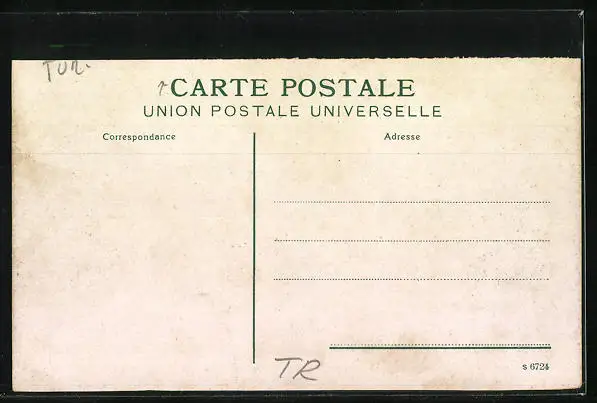 Tur.
CARTE POSTALE
UNION POSTALE UNIVERSELLE
Correspondance
Adresse
TR
s 6724